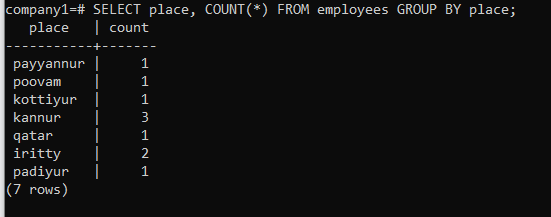 company1=# SELECT place, COUNT(*) FROM employees GROUP BY place;
   place   | count
-----------+-------
 payyannur |     1
 poovam    |     1
 kottiyur  |     1
 kannur    |     3
 qatar     |     1
 iritty    |     2
 padiyur   |     1
(7 rows)